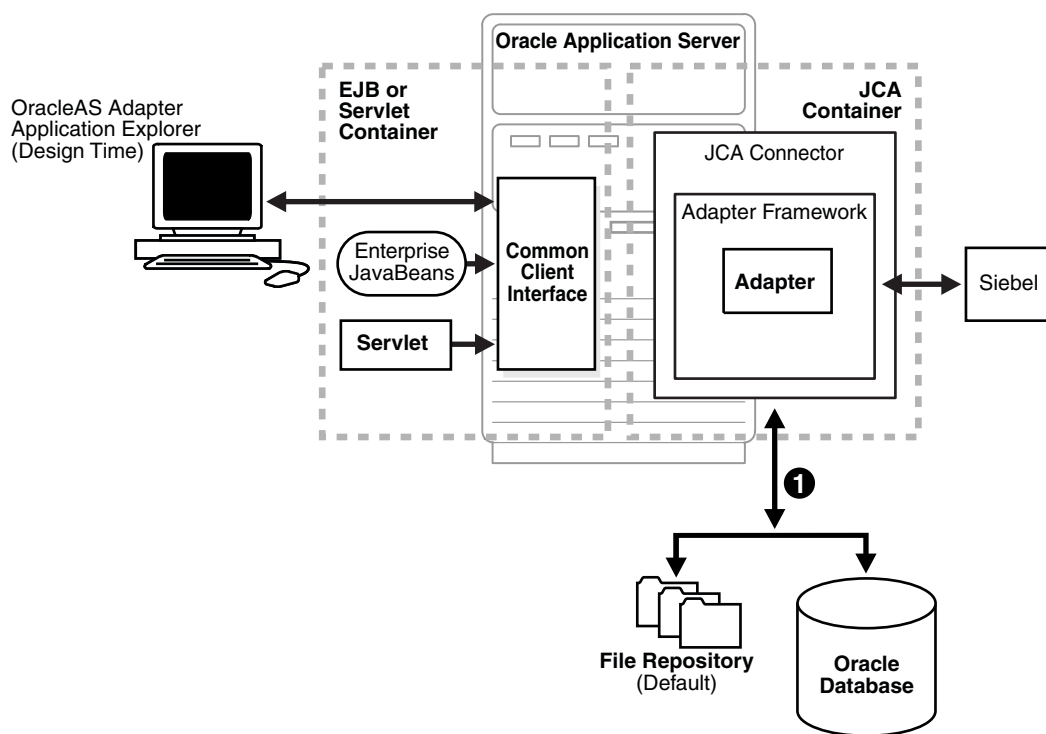 Oracle Application Server
OracleAS Adapter
Application Explorer
(Design Time)
EJB or
Servlet
Container
JCA
Container
JCA Connector
Adapter Framework
Adapter
Enterprise
JavaBeans
Common
Client
Interface
Servlet
Siebel
1
File Repository
(Default)
Oracle
Database